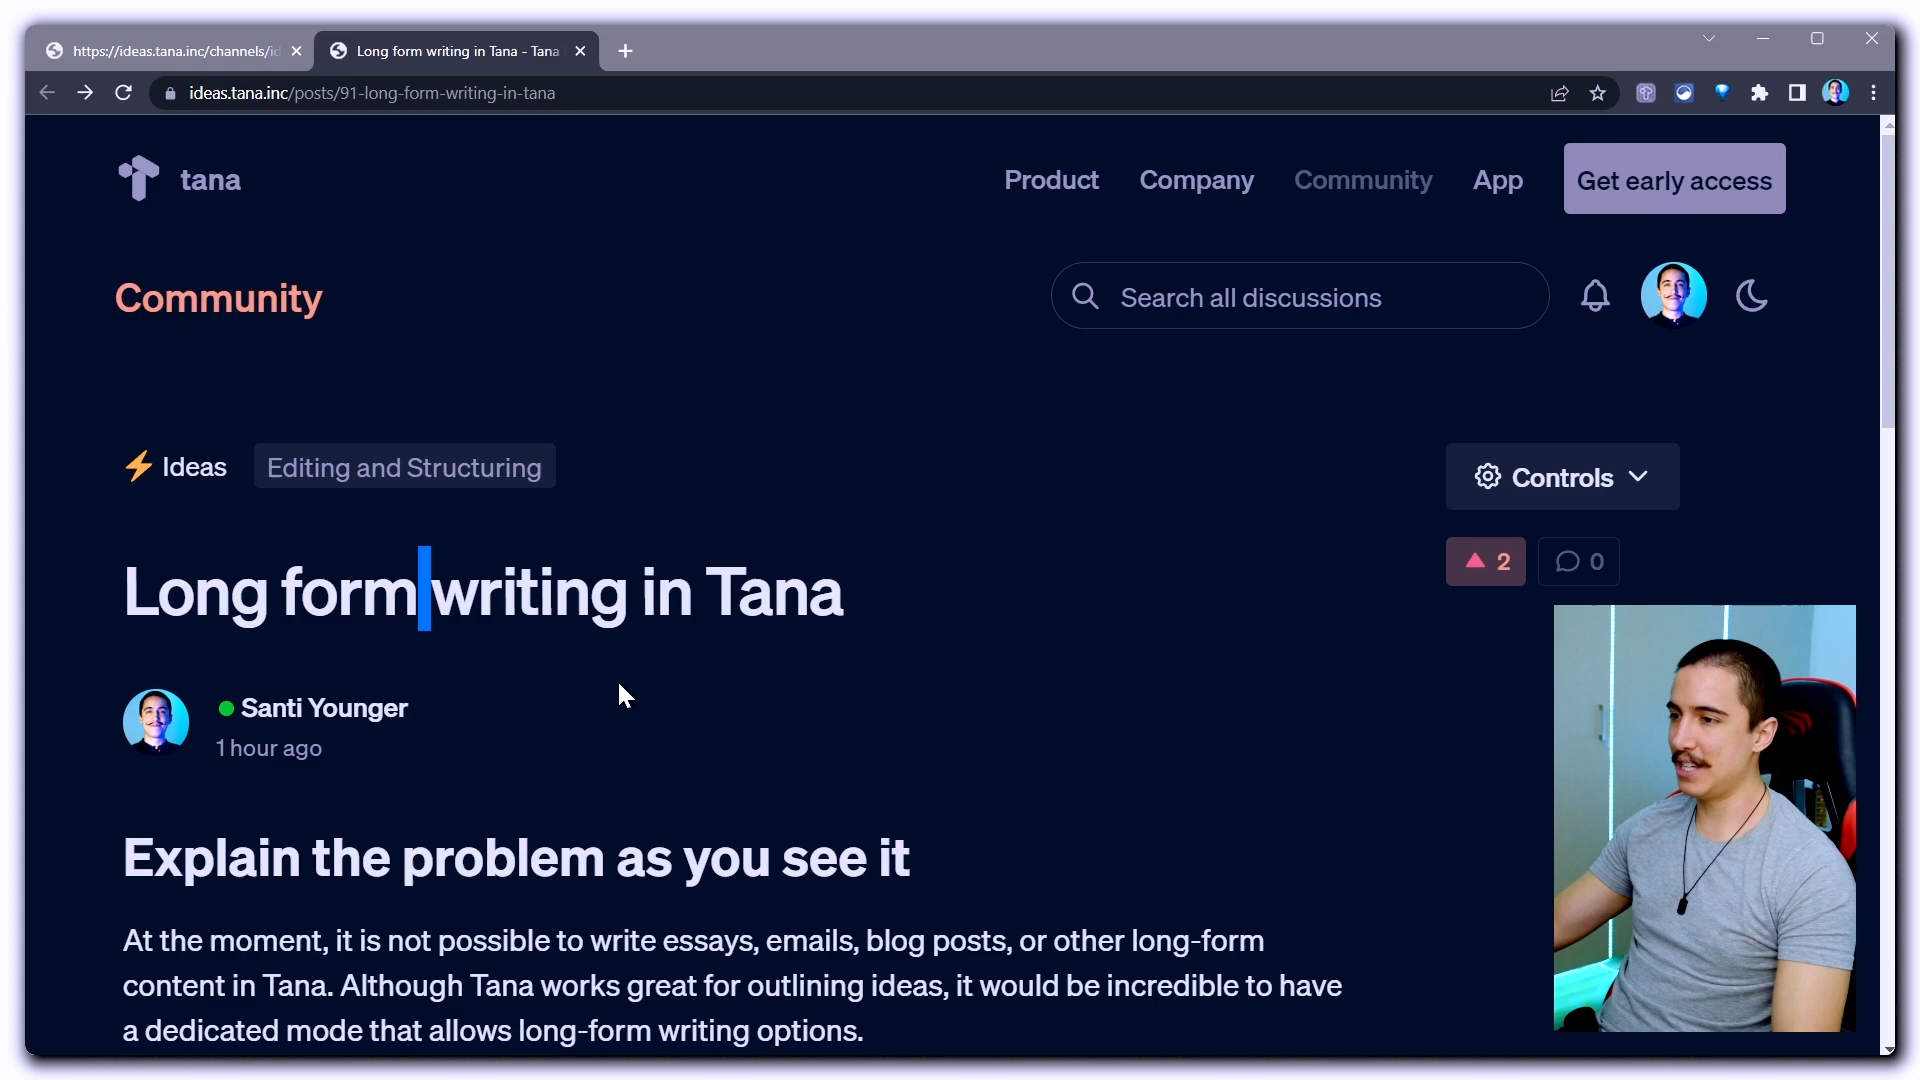 https://ideas.tana.inc/channels/id
Long form writing in Tana - Tana
ideas.tana.inc/posts/91-long-form-writing-in-tana
tana
Product
Company
Community
App
Get early access
Community
Search all discussions
Ideas
Editing and Structuring
Controls
2
0
Long form writing in Tana
Santi Younger
1 hour ago
Explain the problem as you see it
At the moment, it is not possible to write essays, emails, blog posts, or other long-form
content in Tana. Although Tana works great for outlining ideas, it would be incredible to have
a dedicated mode that allows long-form writing options.